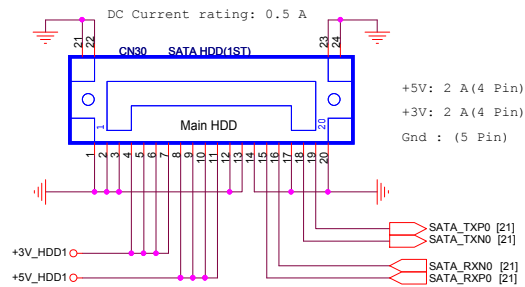 DC Current rating: 0.5 A
21
22
23
24
CN30 SATA HDD(1ST)
+5V: 2 A(4 Pin)
+3V: 2 A(4 Pin)
Gnd : (5 Pin)
1
20
Main HDD
1 2 3 4 5 6 7 8 9 10 11 12 13 14 15 16 17 18 19 20
SATA_TXP0 [21]
SATA_TXN0 [21]
+3V_HDD1
SATA_RXN0 [21]
+5V_HDD1
SATA_RXP0 [21]